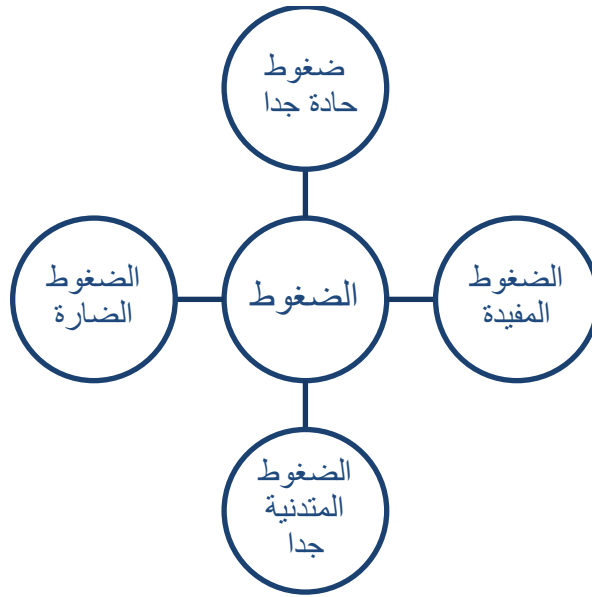 ضغوط
حادة جدا
الضغوط
المفيدة
الضغوط
الضغوط
الضارة
الضغوط
المتدنية
جدا